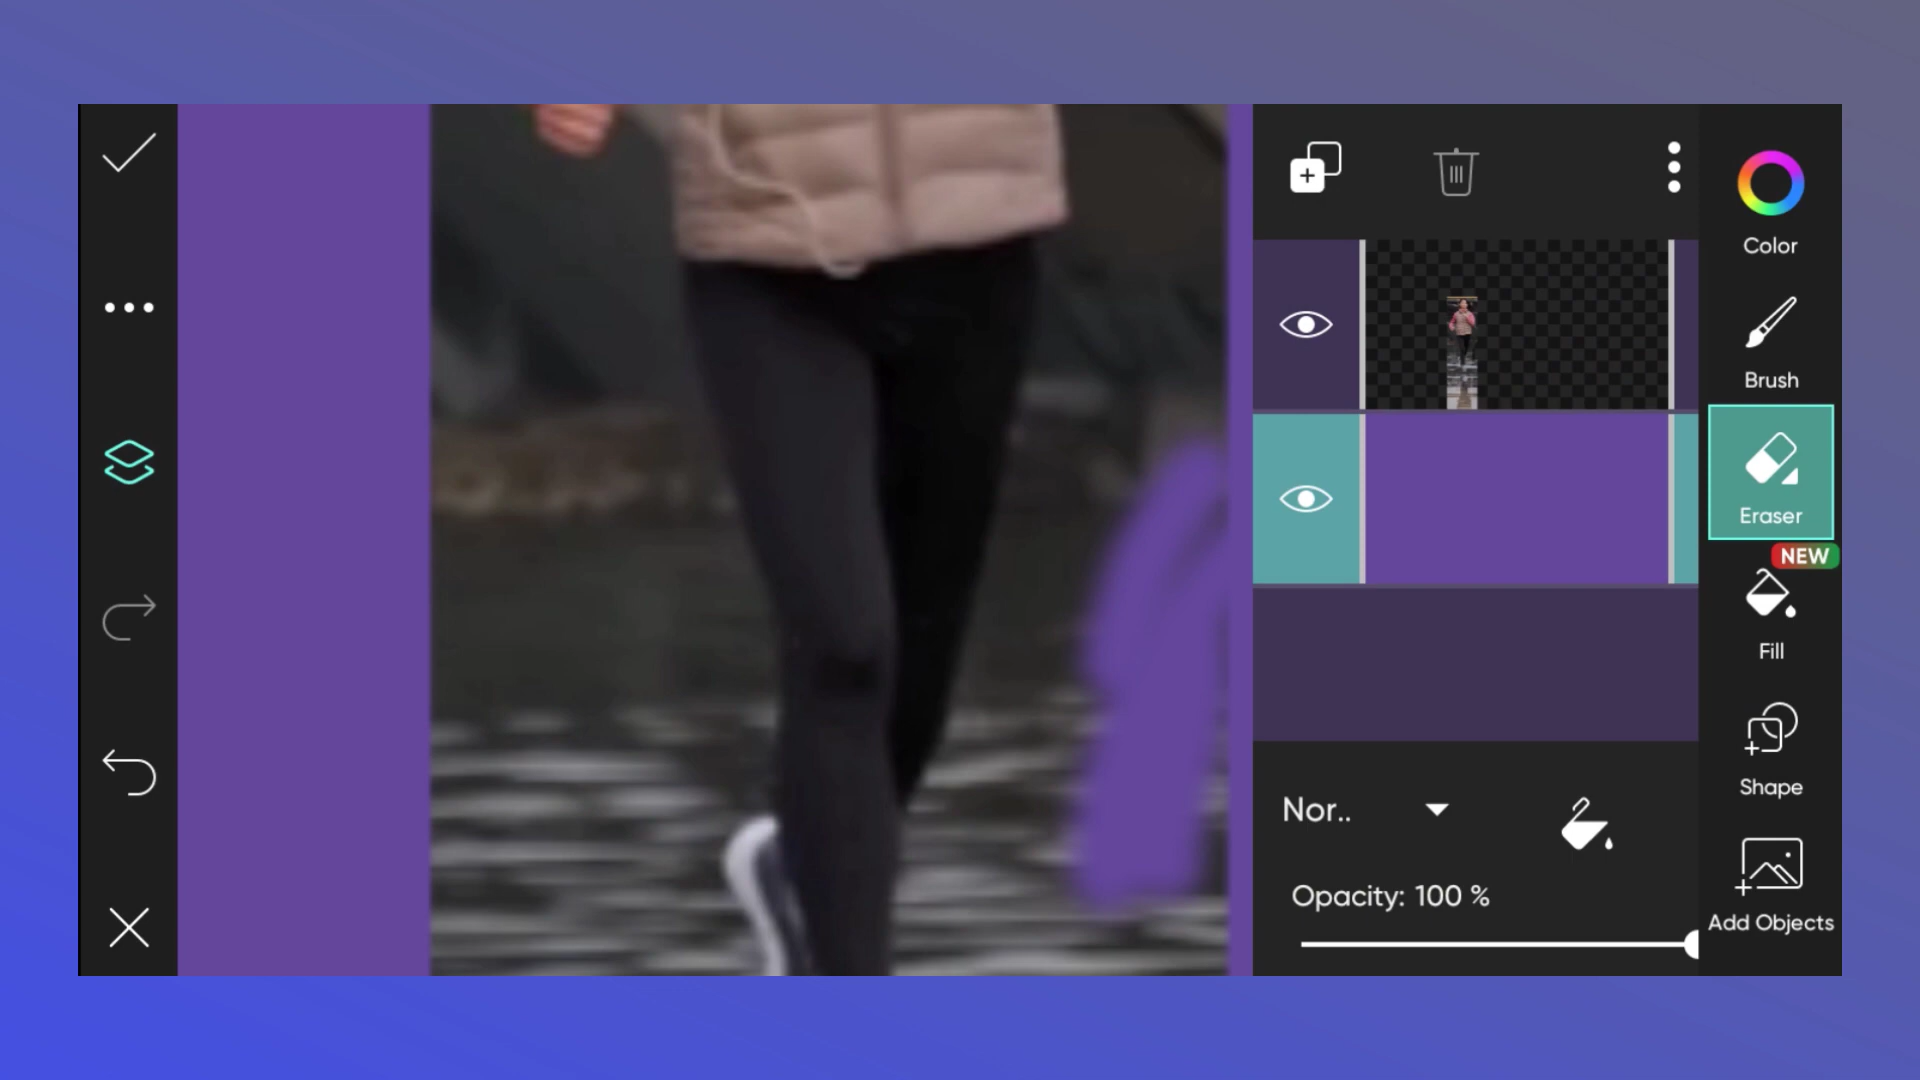 Color
Brush
Eraser
NEW
Fill
Shape
Nor..
Opacity: 100 %
Add Objects